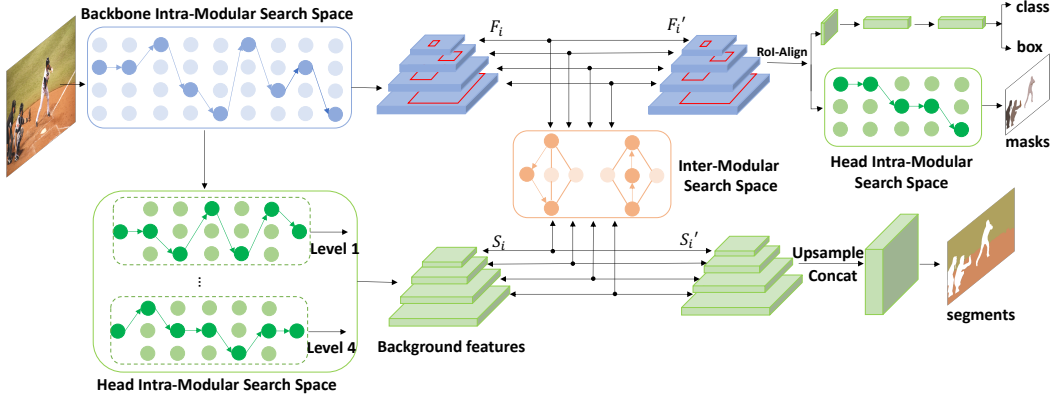 Backbone Intra-Modular Search Space
F_i
F_i′
RoI-Align
class
box
masks
Head Intra-Modular
Search Space
Inter-Modular
Search Space
Level 1
...
Level 4
Head Intra-Modular Search Space
S_i
S_i′
Background features
Upsample
Concat
segments